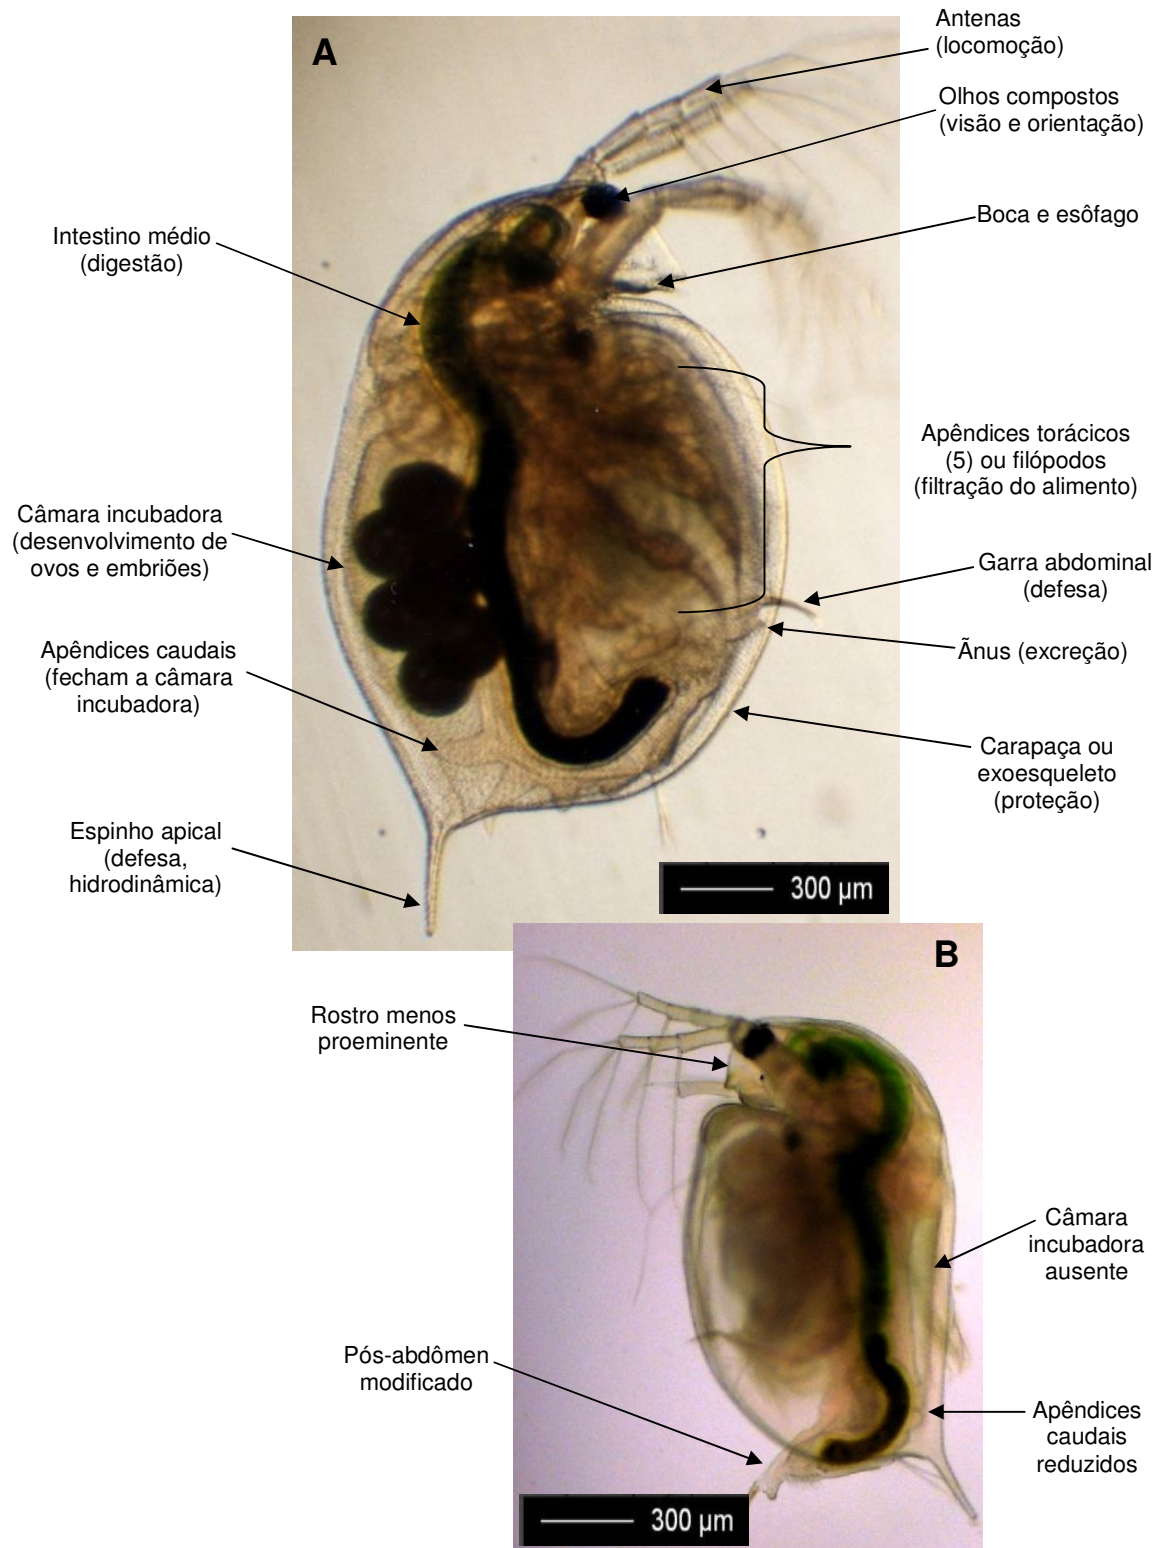 A
Antenas
(locomoção)
Olhos compostos
(visão e orientação)
Boca e esôfago
Intestino médio
(digestão)
Apêndices torácicos
(5) ou filópodos
(filtração do alimento)
Câmara incubadora
(desenvolvimento de
ovos e embriões)
Garra abdominal
(defesa)
Ãnus (excreção)
Apêndices caudais
(fecham a câmara
incubadora)
Carapaça ou
exoesqueleto
(proteção)
Espinho apical
(defesa,
hidrodinâmica)
300 µm
B
Rostro menos
proeminente
Câmara
incubadora
ausente
Pós-abdômen
modificado
Apêndices
caudais
reduzidos
300 µm